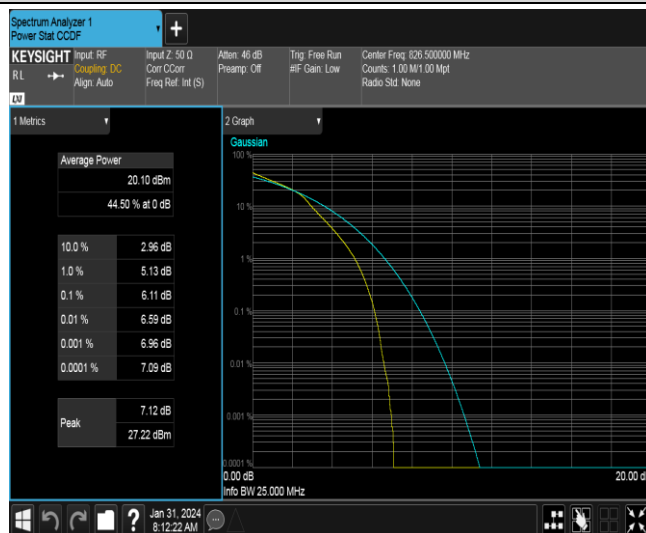 Spectrum Analyzer 1
Power Stat CCDF
+
KEYSIGHT
RL
LXI
Input: RF
Coupling: DC
Align: Auto
Input Z: 50 Ω
Corr CCorr
Freq Ref: Int (S)
Atten: 46 dB
Preamp: Off
Trig: Free Run
#IF Gain: Low
Center Freq: 826.500000 MHz
Counts: 1.00 M/1.00 Mpt
Radio Std: None
1 Metrics
Average Power
20.10 dBm
44.50 % at 0 dB
10.0 % 2.96 dB
1.0 % 5.13 dB
0.1 % 6.11 dB
0.01 % 6.59 dB
0.001 % 6.96 dB
0.0001 % 7.09 dB
Peak
7.12 dB
27.22 dBm
2 Graph
Gaussian
100 %
10 %
1 %
0.1 %
0.01 %
0.001 %
0.0001 %
0.00 dB
20.00 d
Info BW 25.000 MHz
?
Jan 31, 2024
8:12:22 AM